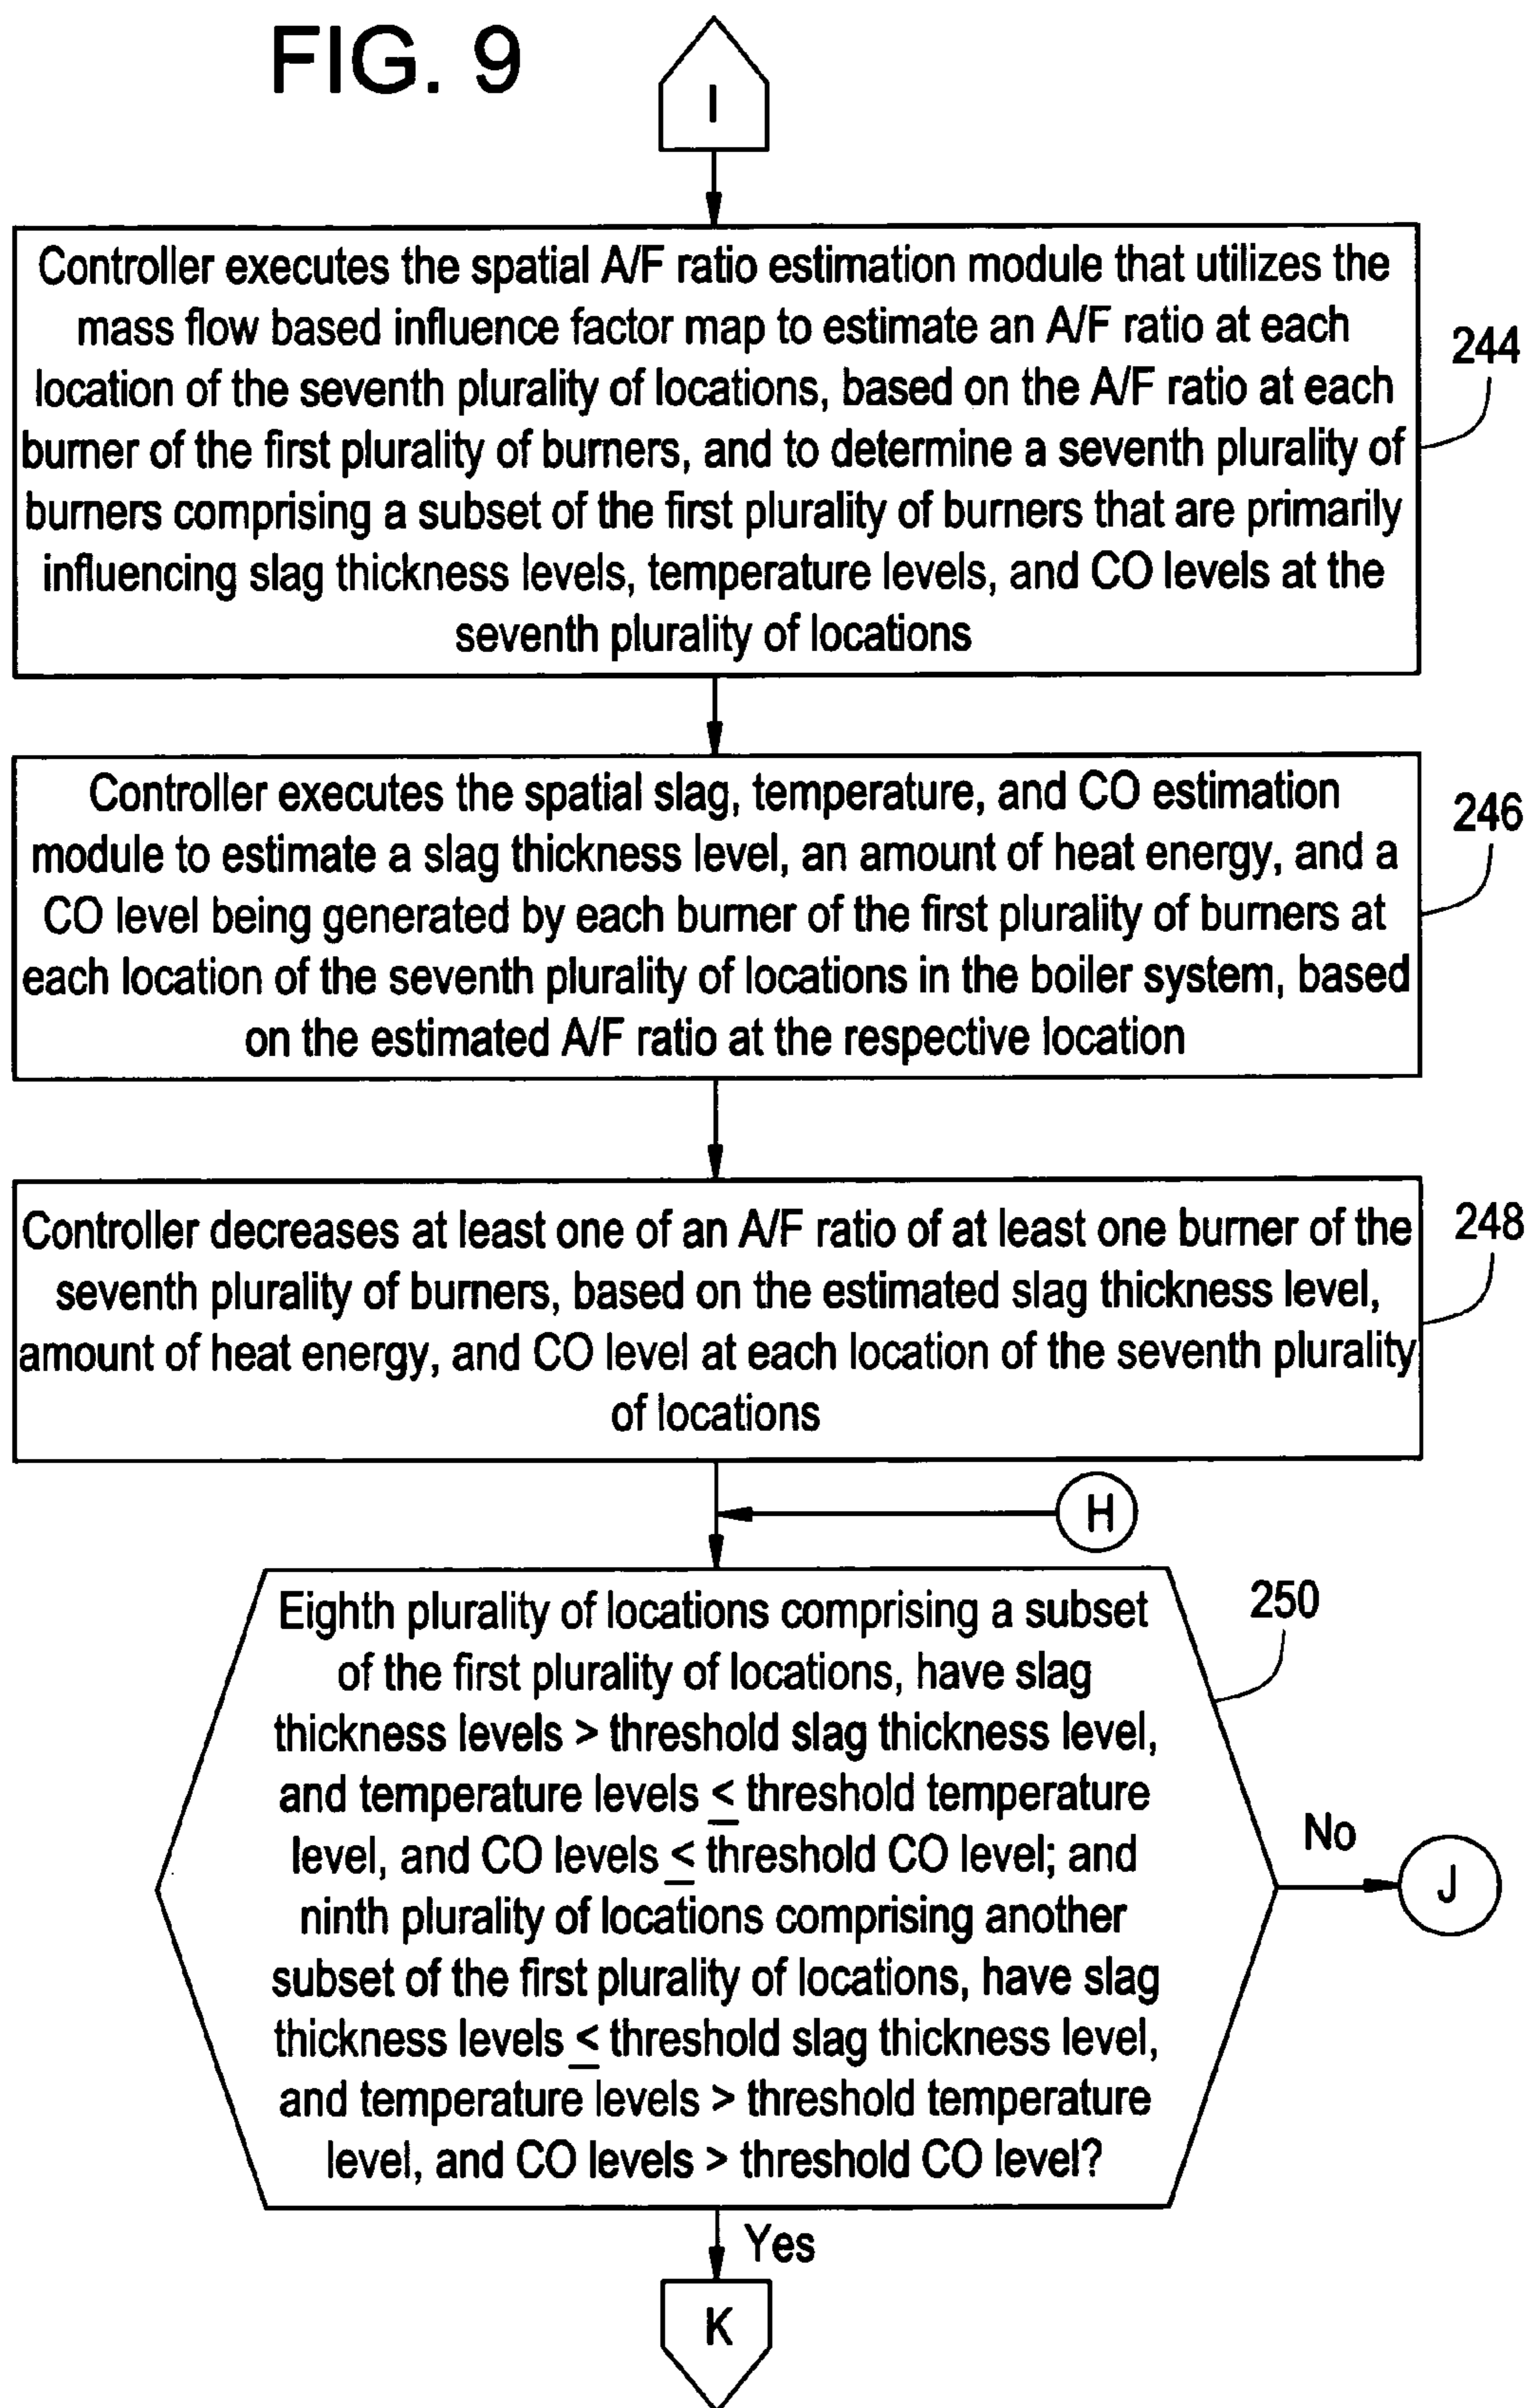 FIG. 9
I
Controller executes the spatial A/F ratio estimation module that utilizes the
mass flow based influence factor map to estimate an A/F ratio at each
location of the seventh plurality of locations, based on the A/F ratio at each
burner of the first plurality of burners, and to determine a seventh plurality of
burners comprising a subset of the first plurality of burners that are primarily
influencing slag thickness levels, temperature levels, and CO levels at the
seventh plurality of locations
244
Controller executes the spatial slag, temperature, and CO estimation
module to estimate a slag thickness level, an amount of heat energy, and a
CO level being generated by each burner of the first plurality of burners at
each location of the seventh plurality of locations in the boiler system, based
on the estimated A/F ratio at the respective location
246
Controller decreases at least one of an A/F ratio of at least one burner of the
seventh plurality of burners, based on the estimated slag thickness level,
amount of heat energy, and CO level at each location of the seventh plurality
of locations
248
H
Eighth plurality of locations comprising a subset
of the first plurality of locations, have slag
thickness levels > threshold slag thickness level,
and temperature levels ≤ threshold temperature
level, and CO levels ≤ threshold CO level; and
ninth plurality of locations comprising another
subset of the first plurality of locations, have slag
thickness levels ≤ threshold slag thickness level,
and temperature levels > threshold temperature
level, and CO levels > threshold CO level?
250
No
J
Yes
K